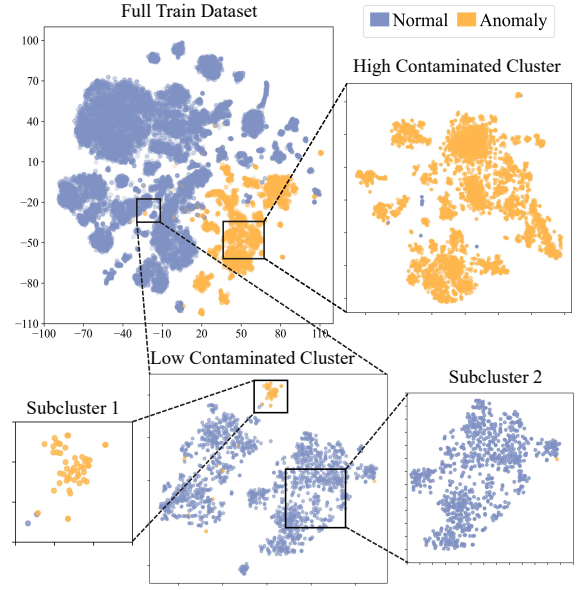 Full Train Dataset
Normal
Anomaly
High Contaminated Cluster
110
70
40
10
−20
−50
−80
−110
−100
−70
−40
−10
20
50
80
110
Low Contaminated Cluster
Subcluster 1
Subcluster 2